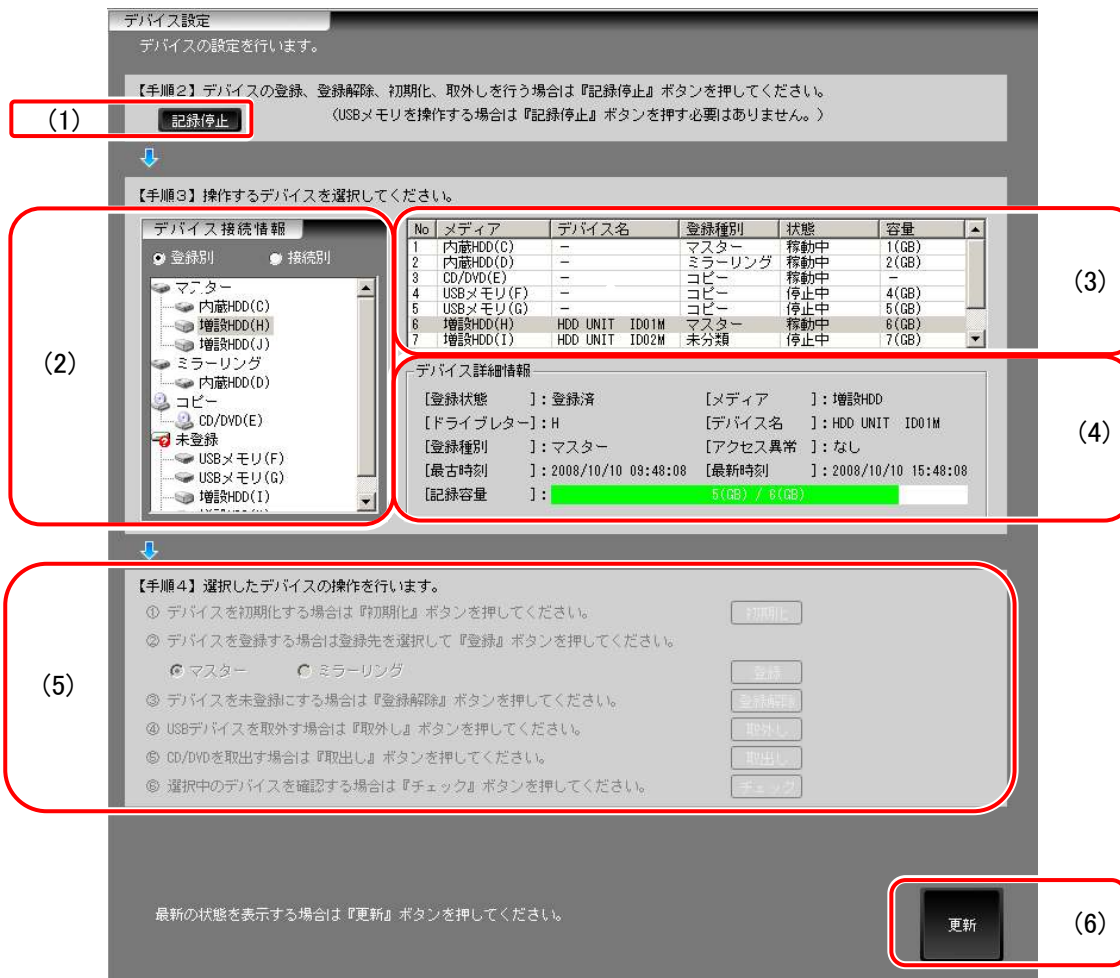 デバイス設定
デバイスの設定を行います。
【手順2】デバイスの登録、登録解除、初期化、取外しを行う場合は『記録停止』ボタンを押してください。
(1)
記録停止
(USBメモリを操作する場合は『記録停止』ボタンを押す必要はありません。)
【手順3】操作するデバイスを選択してください。
(2)
デバイス接続情報
登録別 接続別
マスター
内蔵HDD(C)
増設HDD(H)
増設HDD(J)
ミラーリング
内蔵HDD(D)
コピー
CD/DVD(E)
未登録
USBメモリ(F)
USBメモリ(G)
増設HDD(I)
(3)
No メディア デバイス名 登録種別 状態 容量
1 内蔵HDD(C) － マスター 稼動中 1(GB)
2 内蔵HDD(D) － ミラーリング 稼動中 2(GB)
3 CD/DVD(E) － コピー 稼動中 －
4 USBメモリ(F) － コピー 停止中 4(GB)
5 USBメモリ(G) － コピー 停止中 5(GB)
6 増設HDD(H) HDD UNIT ID01M マスター 稼動中 6(GB)
7 増設HDD(I) HDD UNIT ID02M 未分類 停止中 7(GB)
(4)
デバイス詳細情報
[登録状態 ]：登録済 [メディア ]：増設HDD
[ドライブレター]：H [デバイス名 ]：HDD UNIT ID01M
[登録種別 ]：マスター [アクセス異常 ]：なし
[最古時刻 ]：2008/10/10 09:48:08 [最新時刻 ]：2008/10/10 15:48:08
[記録容量 ]： 5(GB) / 6(GB)
(5)
【手順4】選択したデバイスの操作を行います。
① デバイスを初期化する場合は『初期化』ボタンを押してください。 初期化
② デバイスを登録する場合は登録先を選択して『登録』ボタンを押してください。
マスター ミラーリング 登録
③ デバイスを未登録にする場合は『登録解除』ボタンを押してください。 登録解除
④ USBデバイスを取外す場合は『取外し』ボタンを押してください。 取外し
⑤ CD/DVDを取出す場合は『取出し』ボタンを押してください。 取出し
⑥ 選択中のデバイスを確認する場合は『チェック』ボタンを押してください。 チェック
最新の状態を表示する場合は『更新』ボタンを押してください。
更新
(6)